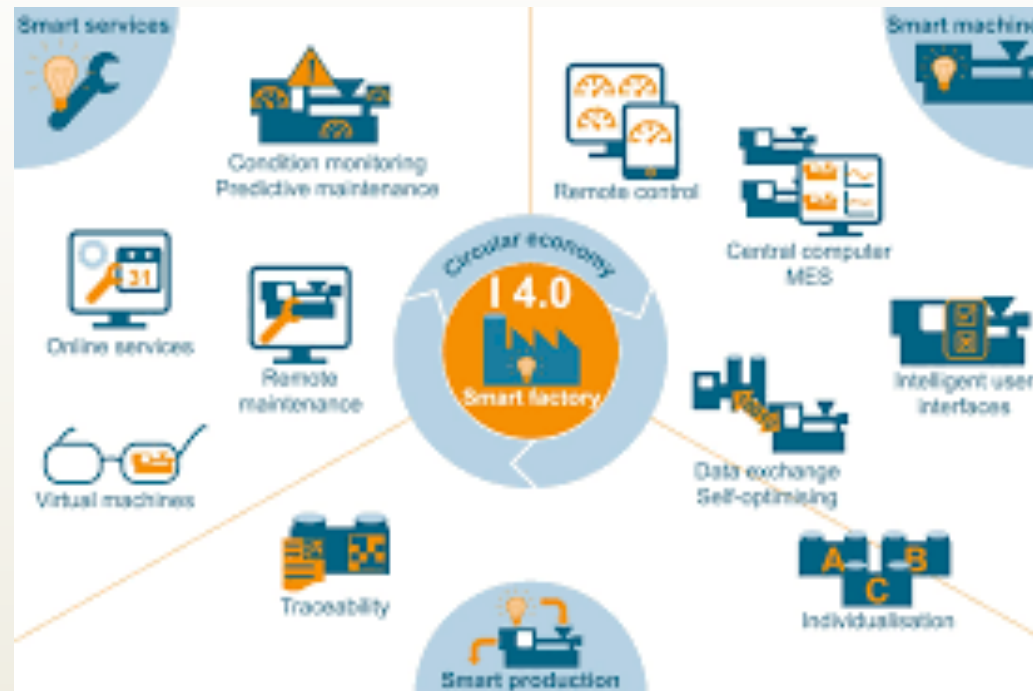 Smart services
Smart machine
Condition monitoring
Predictive maintenance
Remote control
Central computer
MES
Circular economy
I 4.0
Smart factory
31
Online services
Remote
maintenance
Intelligent user
interfaces
Data exchange
Self-optimising
Virtual machines
Traceability
A B
C
Individualisation
Smart production